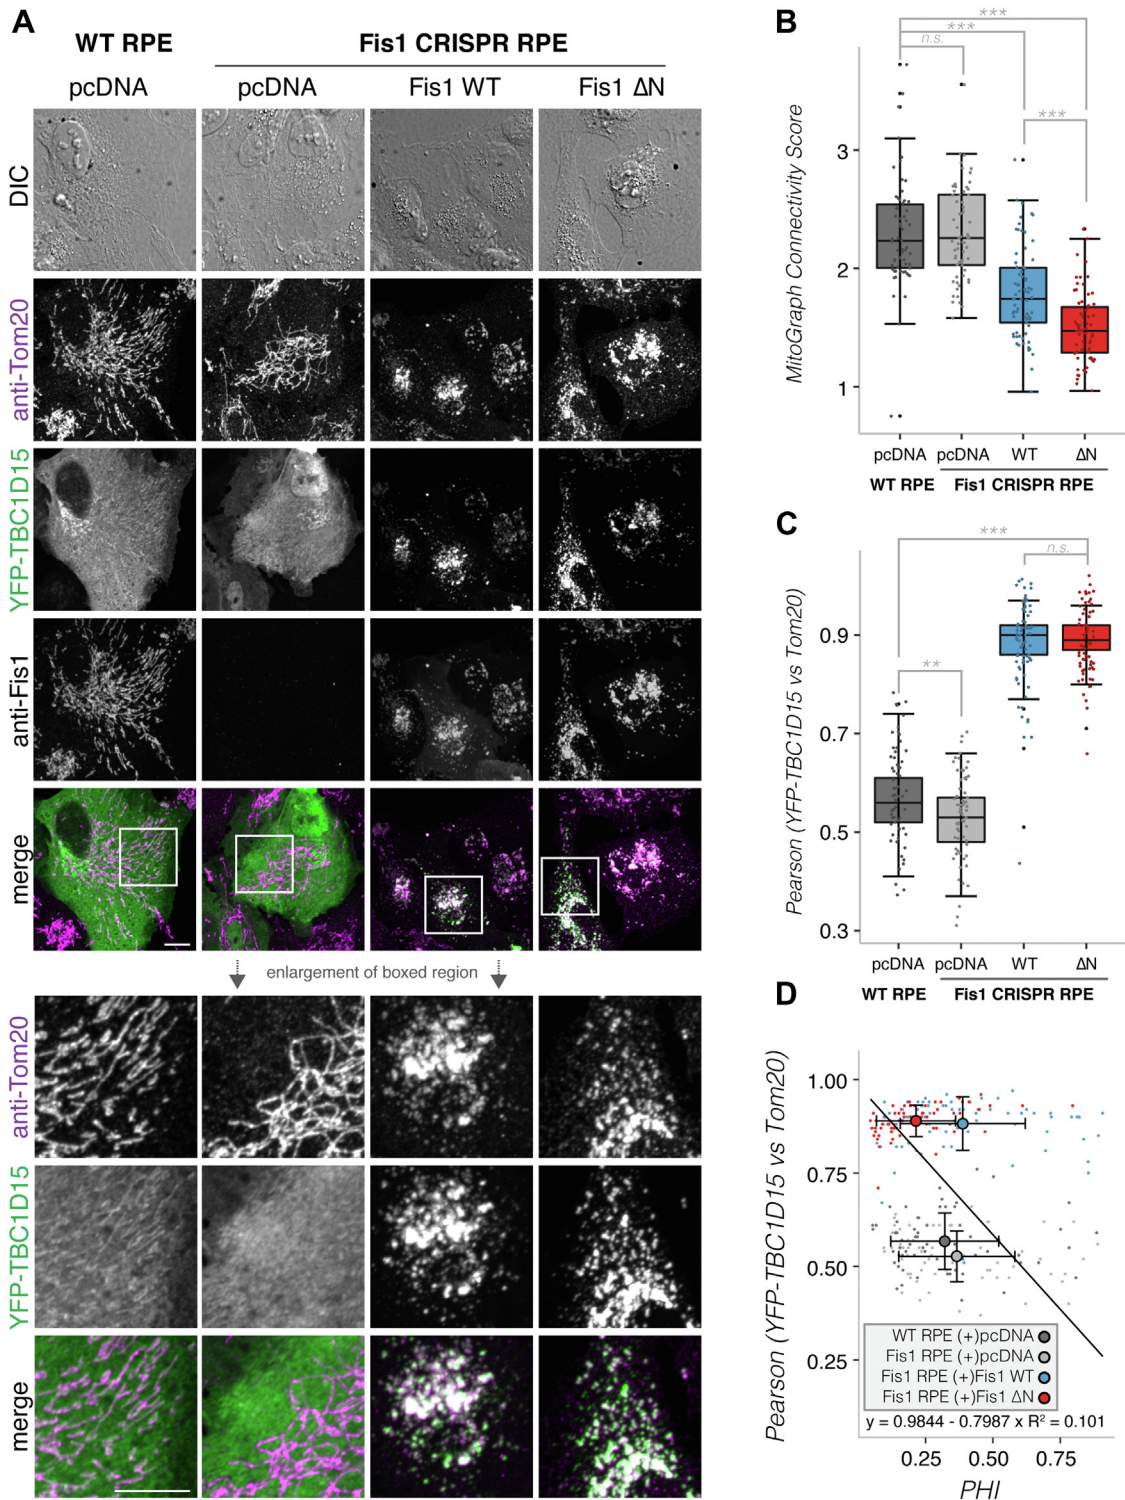 A
WT RPE
Fis1 CRISPR RPE
pcDNA
pcDNA
Fis1 WT
Fis1 ΔN
DIC
anti-Tom20
YFP-TBC1D15
anti-Fis1
merge
enlargement of boxed region
anti-Tom20
YFP-TBC1D15
merge
B
***
***
n.s.
***
MitoGraph Connectivity Score
3
2
1
pcDNA pcDNA WT ΔN
WT RPE Fis1 CRISPR RPE
C
***
n.s.
**
Pearson (YFP-TBC1D15 vs Tom20)
0.9
0.7
0.5
0.3
pcDNA pcDNA WT ΔN
WT RPE Fis1 CRISPR RPE
D
Pearson (YFP-TBC1D15 vs Tom20)
1.00
0.75
0.50
0.25
WT RPE (+)pcDNA
Fis1 RPE (+)pcDNA
Fis1 RPE (+)Fis1 WT
Fis1 RPE (+)Fis1 ΔN
y = 0.9844 - 0.7987 x R² = 0.101
0.25 0.50 0.75
PHI